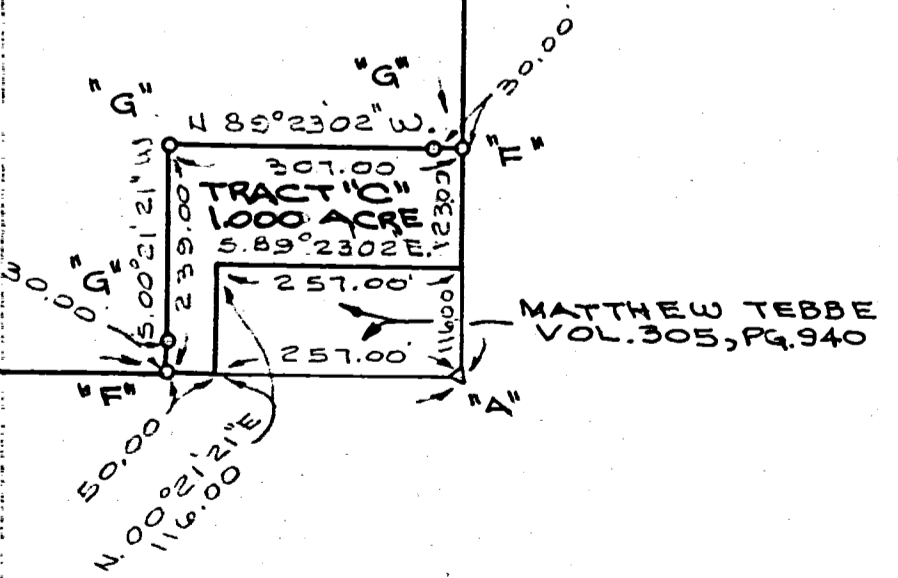 "G"
"G"
30.00'
N 89°23'02" W.
"F"
307.00
TRACT "C"
1.000 ACRE
123.00
S.00°21'21" W
239.00
S.89°23'02 E.
257.00'
"G"
30.00
116.00
MATTHEW TEBBE
VOL.305, PG.940
257.00'
"F"
"A"
50.00
N.00°21'21"E
116.00